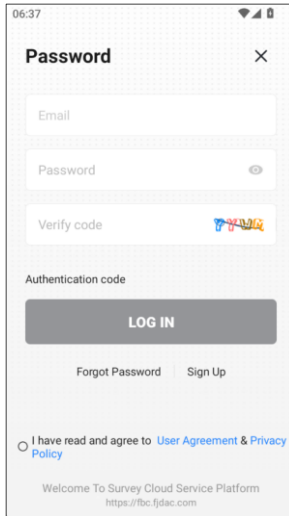 06:37
Password
Email
Password
Verify code
Authentication code
LOG IN
Forgot Password Sign Up
I have read and agree to User Agreement & Privacy
Policy
Welcome To Survey Cloud Service Platform
https://fbc.fjdac.com